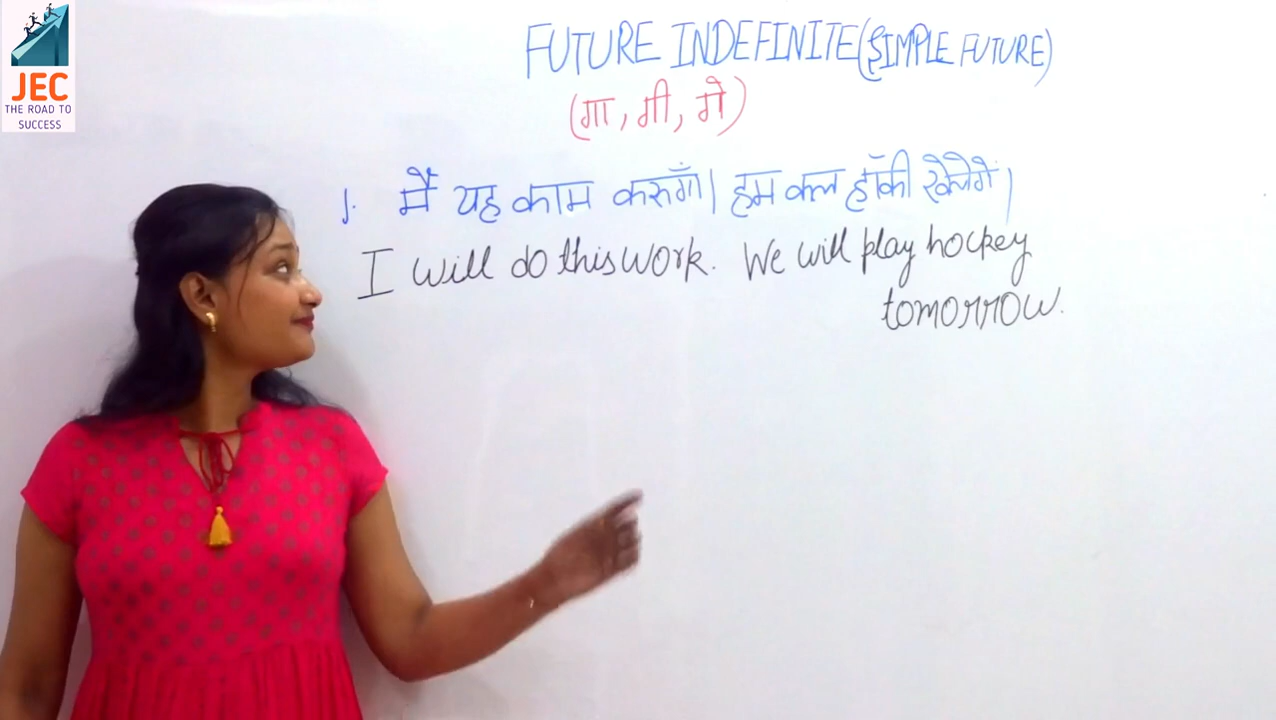 JEC
THE ROAD TO
SUCCESS
FUTURE INDEFINITE (SIMPLE FUTURE)
(गा, गी, गे)
1. मैं यह काम करुगाँ। हम कल हॉकी खेलेगें।
I will do this work. We will play hockey
tomorrow.